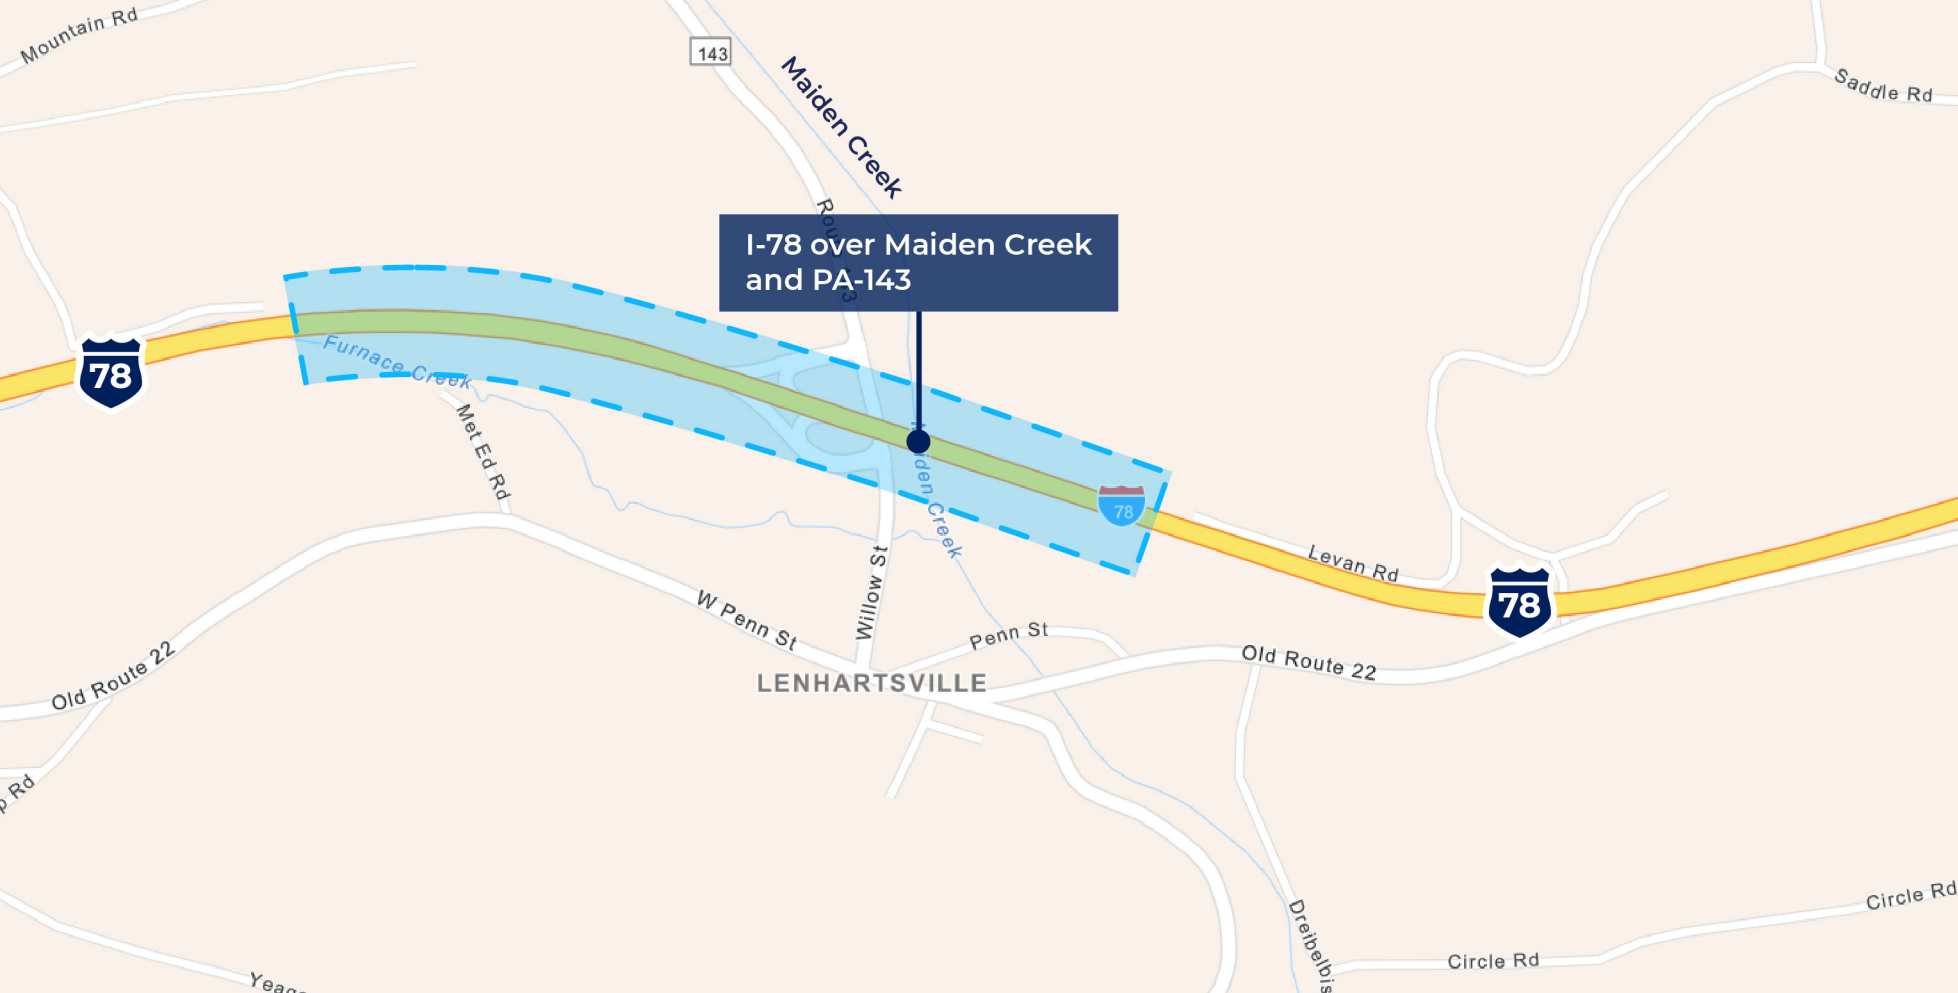 Mountain Rd
143
Maiden Creek
Saddle Rd
I-78 over Maiden Creek
and PA-143
78
Furnace Creek
Met Ed Rd
Creek
78
Levan Rd
78
Willow St
W Penn St
Penn St
Old Route 22
LENHARTSVILLE
Old Route 22
Rd
Circle Rd
Circle Rd